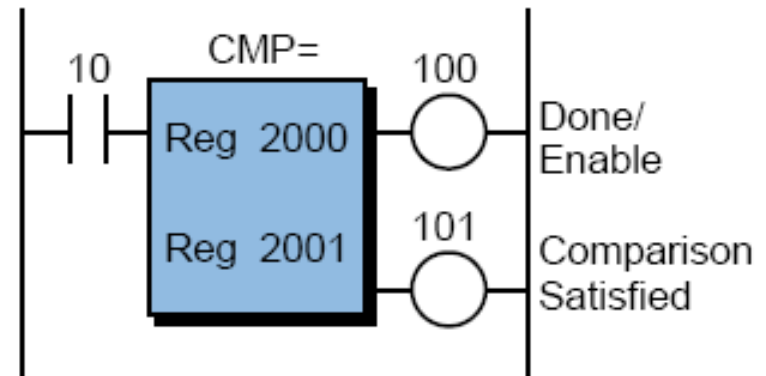 CMP=
10
100
Reg 2000
Done/
Enable
Reg 2001
101
Comparison
Satisfied